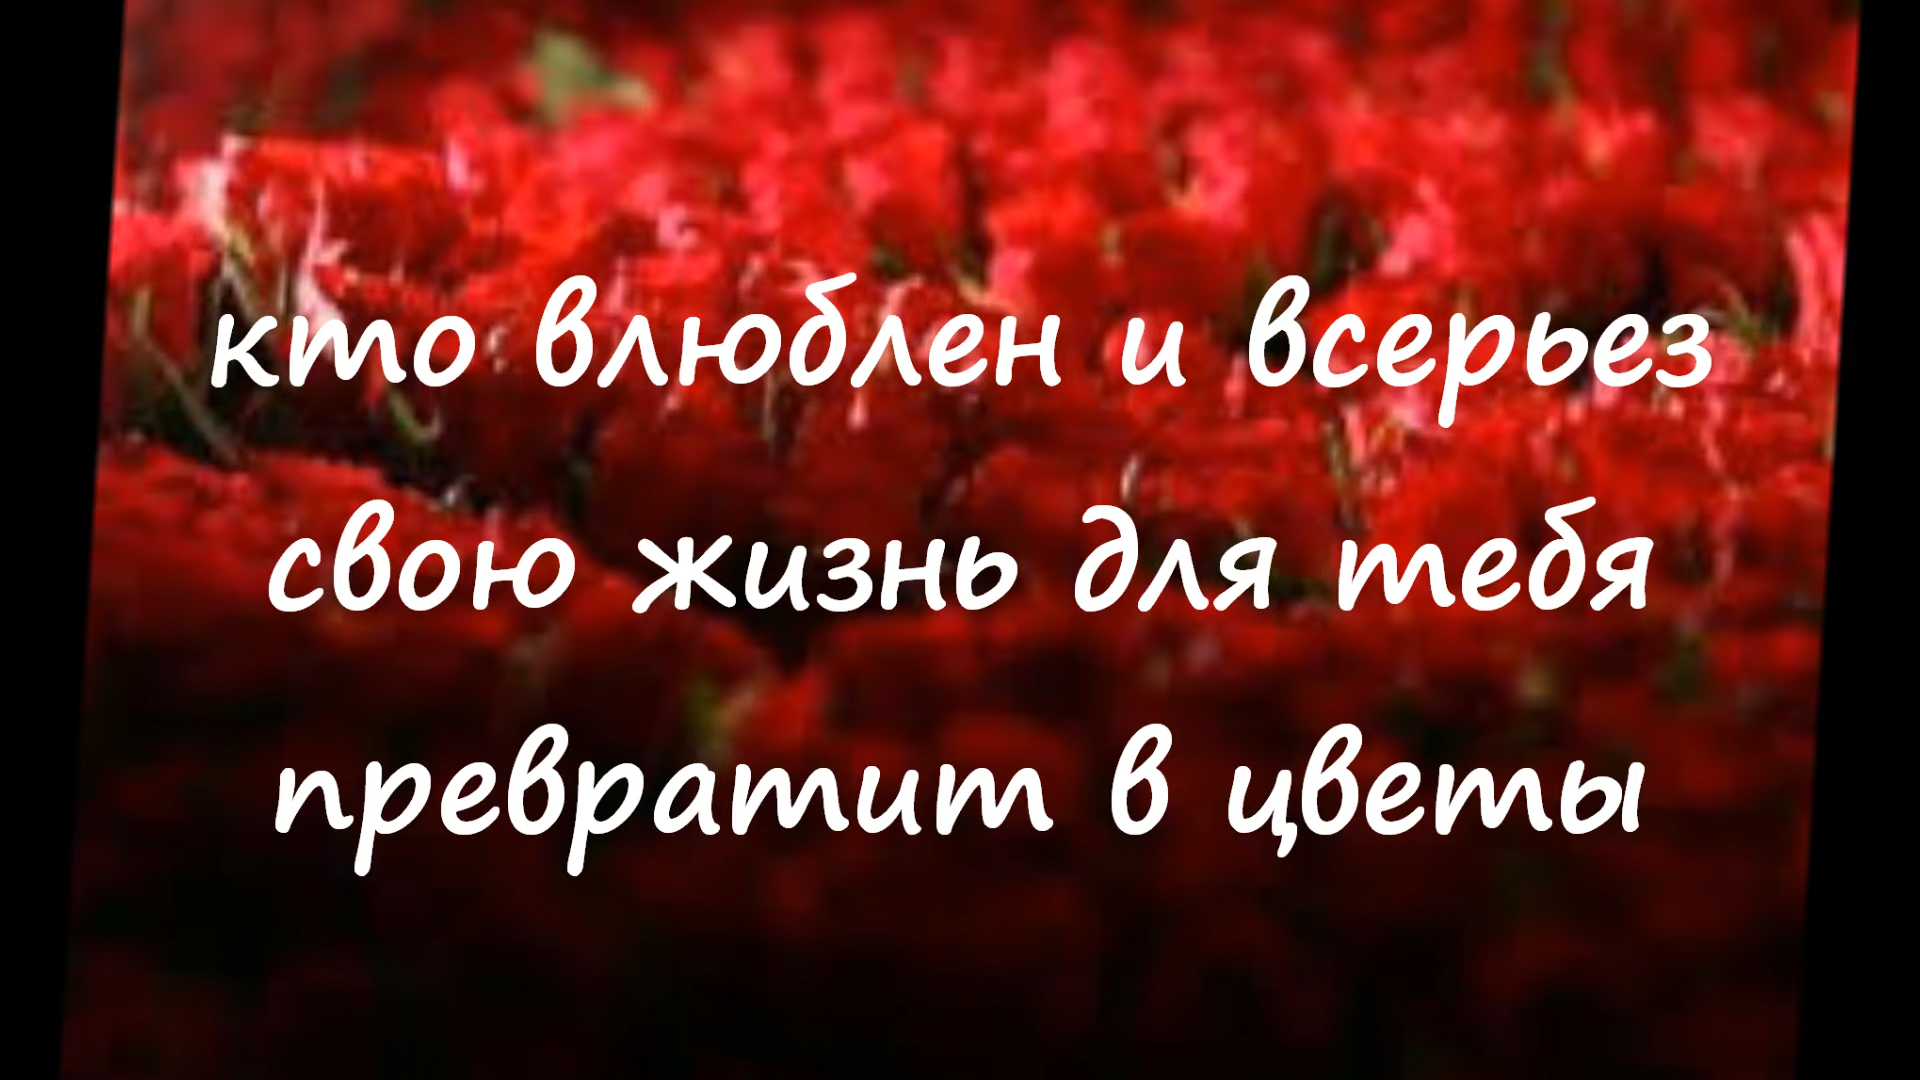 кто влюблен и всерьез
свою жизнь для тебя
превратит в цветы